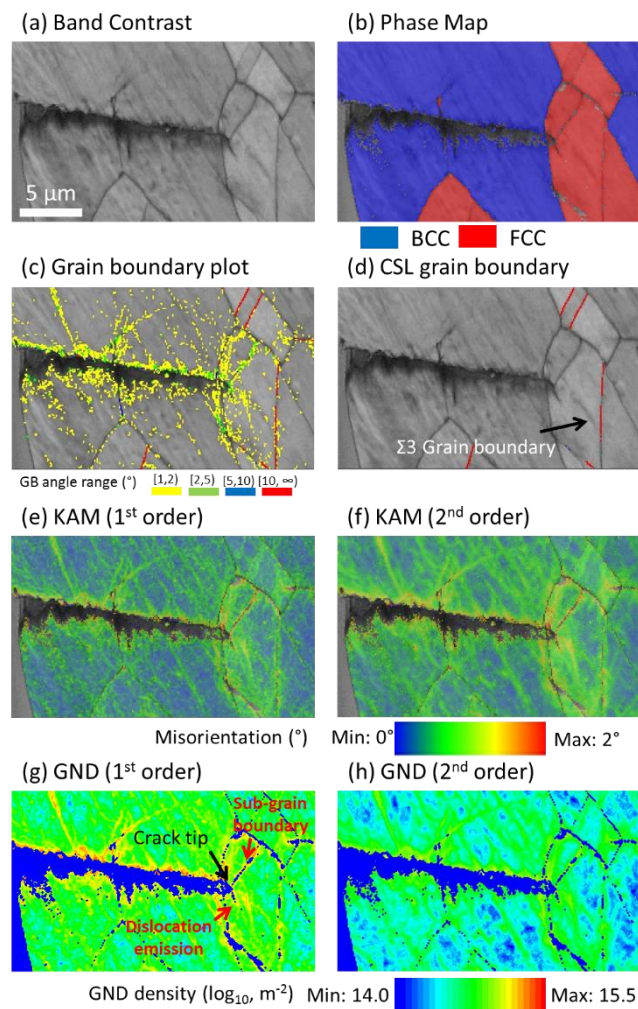 (a) Band Contrast
(b) Phase Map
5 μm
BCC
FCC
(c) Grain boundary plot
(d) CSL grain boundary
Σ3 Grain boundary
GB angle range (°)
[1,2)
[2,5)
[5,10)
[10, ∞)
(e) KAM (1st order)
(f) KAM (2nd order)
Misorientation (°)
Min: 0°
Max: 2°
(g) GND (1st order)
(h) GND (2nd order)
Sub-grain
boundary
Crack tip
Dislocation
emission
GND density (log10, m-2)
Min: 14.0
Max: 15.5